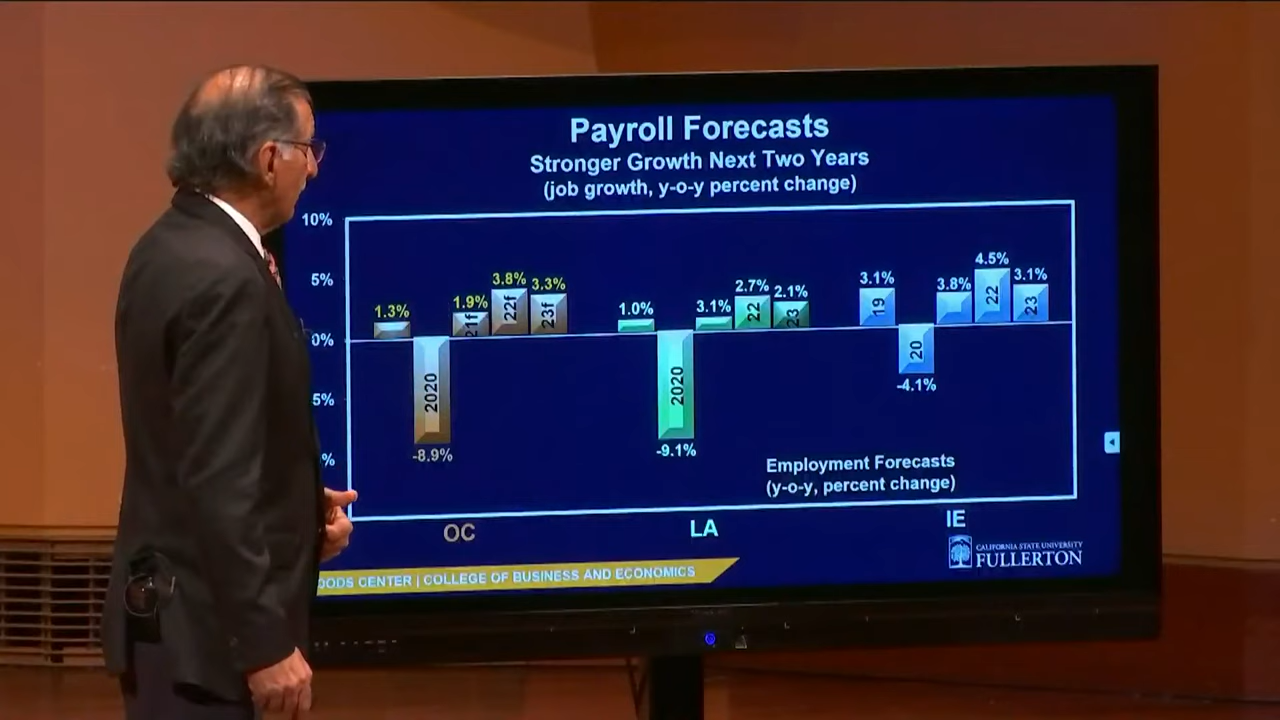 Payroll Forecasts
Stronger Growth Next Two Years
(job growth, y-o-y percent change)
10%
5%
0%
5%
%
1.3%
2020
-8.9%
1.9%
21f
3.8%
22f
3.3%
23f
1.0%
2020
-9.1%
3.1%
2.7%
22
2.1%
23
3.1%
19
20
-4.1%
3.8%
4.5%
22
3.1%
23
Employment Forecasts
(y-o-y, percent change)
OC
LA
IE
CALIFORNIA STATE UNIVERSITY
FULLERTON
OODS CENTER | COLLEGE OF BUSINESS AND ECONOMICS